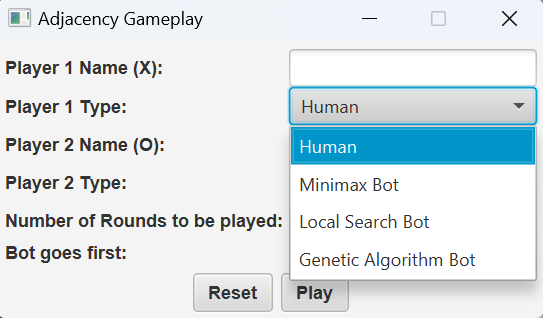 Adjacency Gameplay
Player 1 Name (X):
Player 1 Type: Human
Player 2 Name (O): Human
Player 2 Type: Minimax Bot
Number of Rounds to be played: Local Search Bot
Bot goes first: Genetic Algorithm Bot
Reset Play